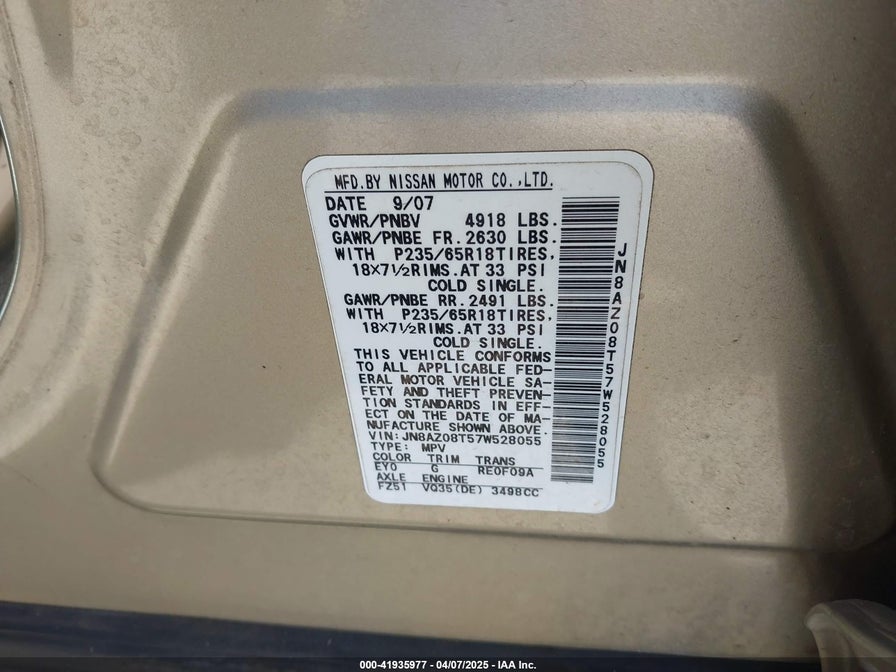 MFD.BY NISSAN MOTOR CO.,LTD.
DATE 9/07
GVWR/PNBV 4918 LBS.
GAWR/PNBE FR.2630 LBS.
WITH P235/65R18TIRES,
18X7½RIMS.AT 33 PSI
COLD SINGLE.
GAWR/PNBE RR.2491 LBS.
WITH P235/65R18TIRES,
18X7½RIMS.AT 33 PSI
COLD SINGLE.
THIS VEHICLE CONFORMS
TO ALL APPLICABLE FED-
ERAL MOTOR VEHICLE SA-
FETY AND THEFT PREVEN-
TION STANDARDS IN EFF-
ECT ON THE DATE OF MA-
NUFACTURE SHOWN ABOVE.
VIN:JN8AZ08T57W528055
TYPE: MPV
COLOR TRIM TRANS
EY0 G RE0F09A
AXLE ENGINE
FZ51 VQ35(DE) 3498CC
JN8AZ08T57W528055
000-41935977 - 04/07/2025 - IAA Inc.